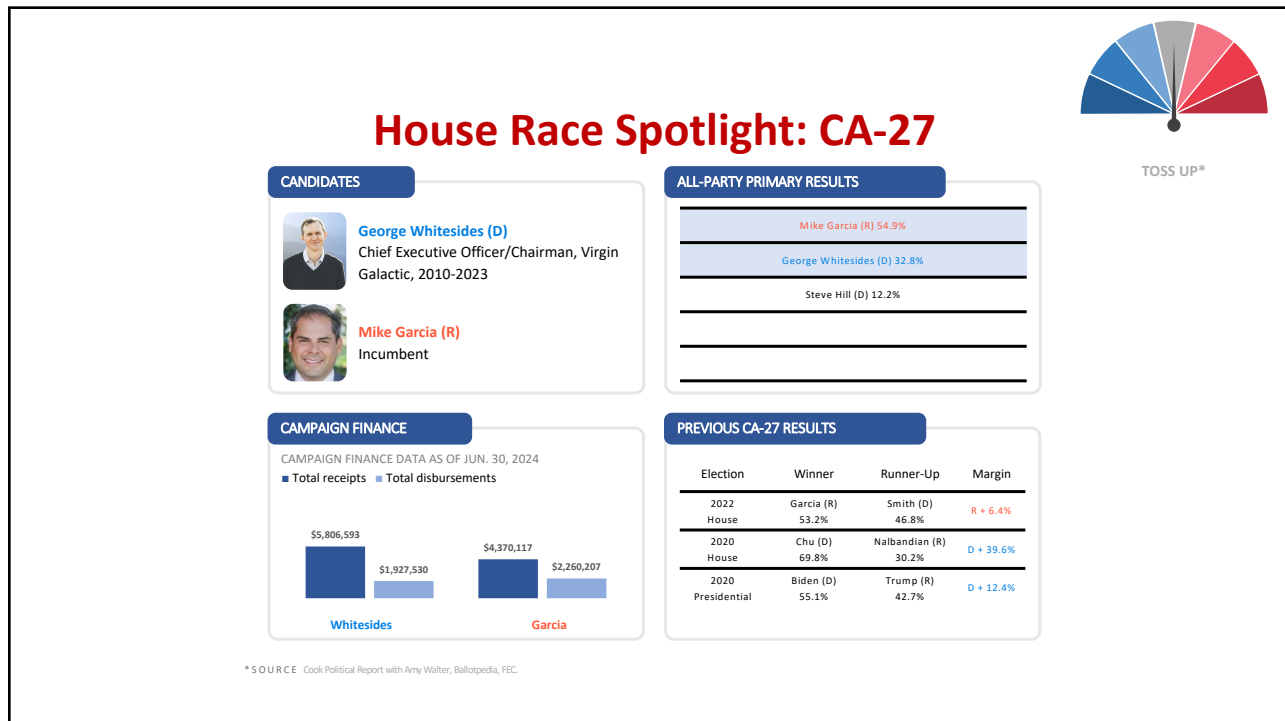 House Race Spotlight: CA-27
TOSS UP*
CANDIDATES
George Whitesides (D)
Chief Executive Officer/Chairman, Virgin
Galactic, 2010-2023
Mike Garcia (R)
Incumbent
ALL-PARTY PRIMARY RESULTS
Mike Garcia (R) 54.9%
George Whitesides (D) 32.8%
Steve Hill (D) 12.2%
CAMPAIGN FINANCE
CAMPAIGN FINANCE DATA AS OF JUN. 30, 2024
Total receipts Total disbursements
$5,806,593
$1,927,530
$4,370,117
$2,260,207
Whitesides Garcia
PREVIOUS CA-27 RESULTS
Election Winner Runner-Up Margin
2022 Garcia (R) Smith (D)
R + 6.4%
House 53.2% 46.8%
2020 Chu (D) Nalbandian (R)
D + 39.6%
House 69.8% 30.2%
2020 Biden (D) Trump (R)
D + 12.4%
Presidential 55.1% 42.7%
*SOURCE Cook Political Report with Amy Walter, Ballotpedia, FEC.